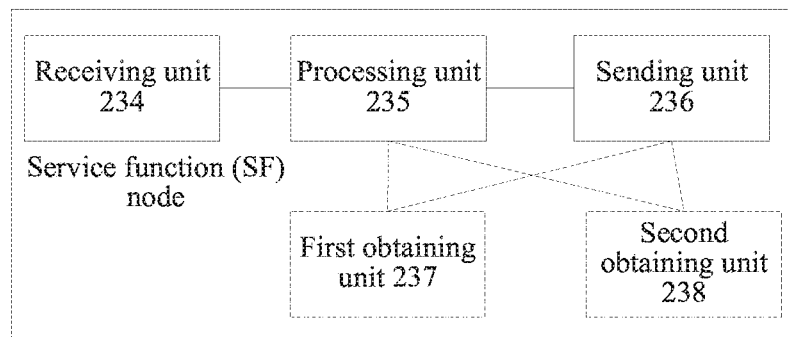 Receiving unit
234
Processing unit
235
Sending unit
236
Service function (SF)
node
First obtaining
unit 237
Second
obtaining unit
238